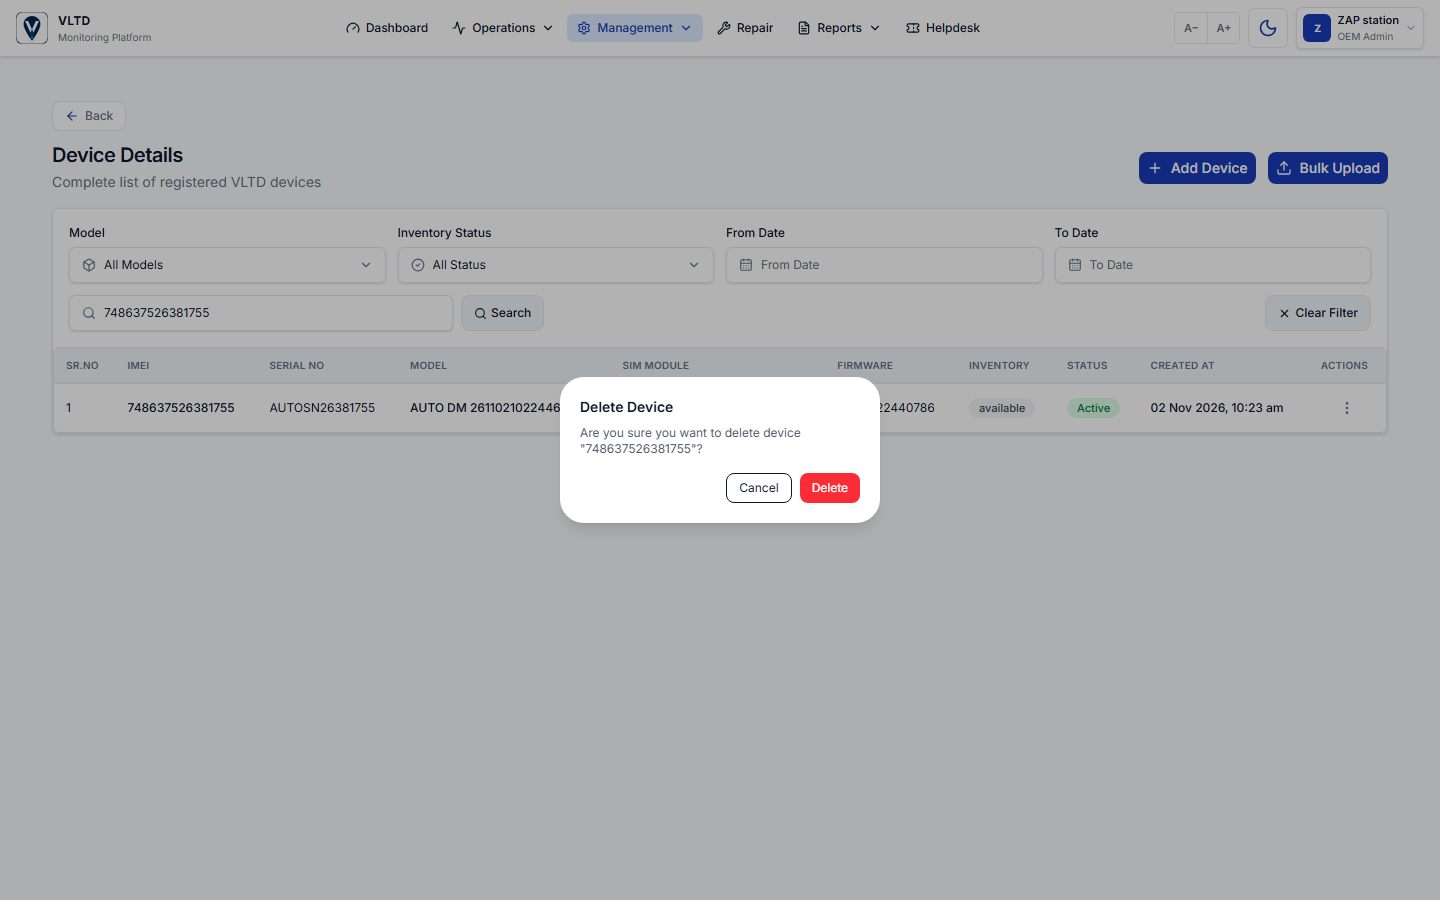 VLTD
Monitoring Platform
Dashboard
Operations
Management
Repair
Reports
Helpdesk
A−
A+
Z
ZAP station
OEM Admin
Back
Device Details
Complete list of registered VLTD devices
Add Device
Bulk Upload
Model
Inventory Status
From Date
To Date
All Models
All Status
From Date
To Date
748637526381755
Search
Clear Filter
SR.NO IMEI SERIAL NO MODEL SIM MODULE FIRMWARE INVENTORY STATUS CREATED AT ACTIONS
1 748637526381755 AUTOSN26381755 AUTO DM 2611021022446 22440786 available Active 02 Nov 2026, 10:23 am
Delete Device
Are you sure you want to delete device
"748637526381755"?
Cancel
Delete